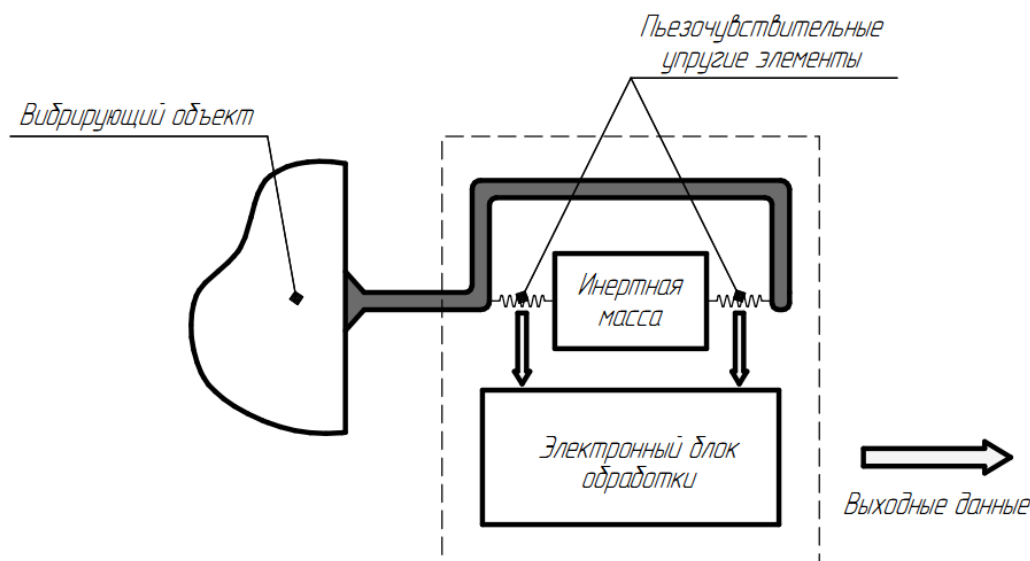 Пьезочувствительные
упругие элементы
Вибрирующий объект
Инертная
масса
Электронный блок
обработки
Выходные данные